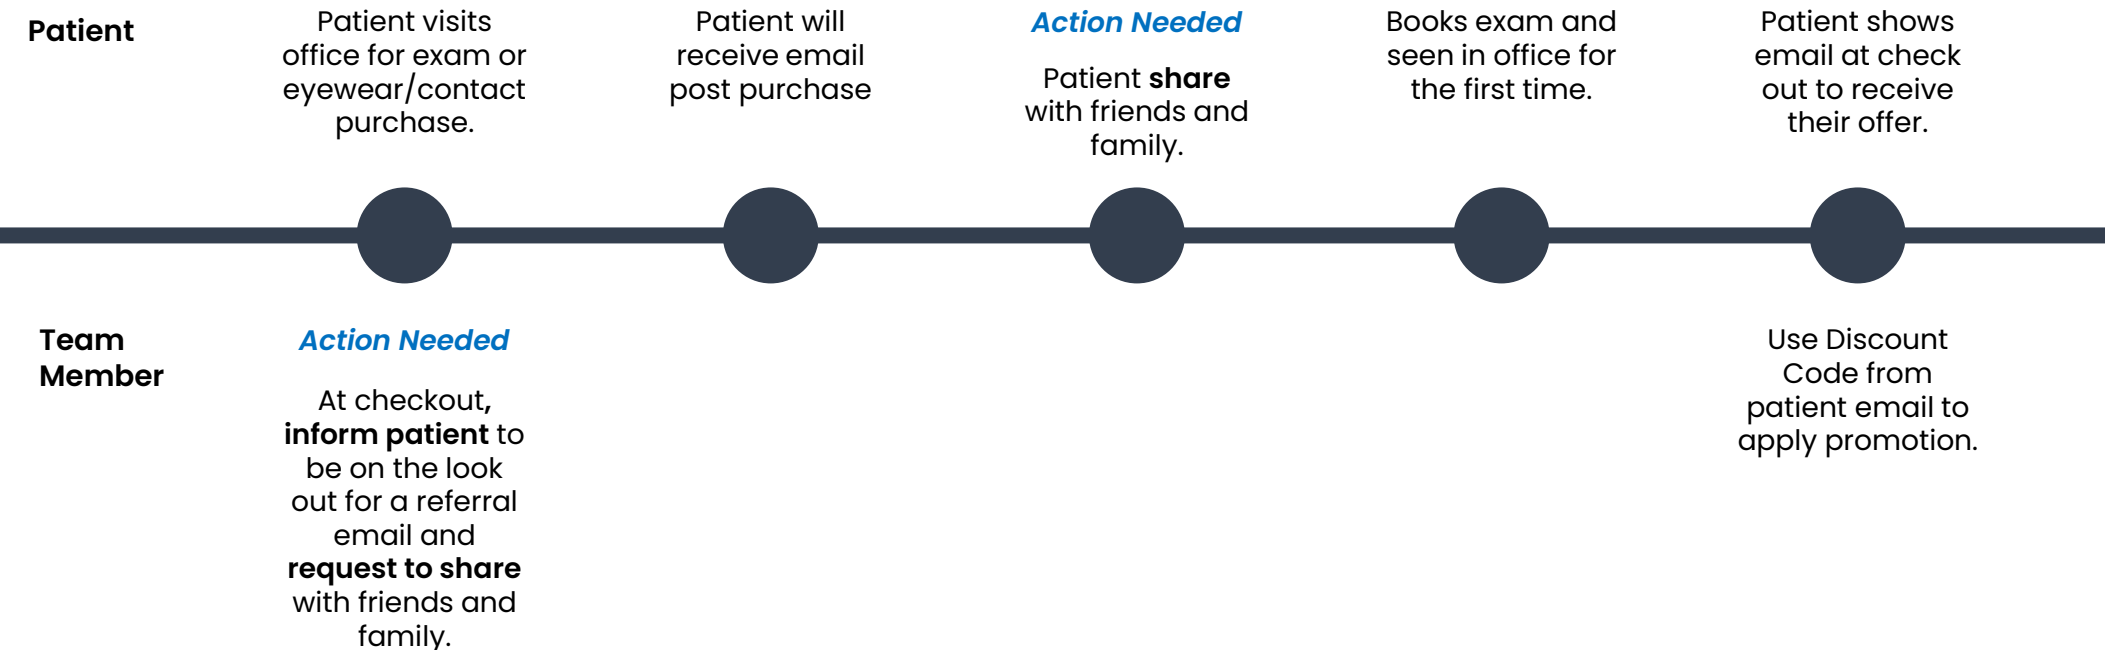 Patient
Patient visits
office for exam or
eyewear/contact
purchase.
Patient will
receive email
post purchase
Action Needed
Patient share
with friends and
family.
Books exam and
seen in office for
the first time.
Patient shows
email at check
out to receive
their offer.
Team
Member
Action Needed
At checkout,
inform patient to
be on the look
out for a referral
email and
request to share
with friends and
family.
Use Discount
Code from
patient email to
apply promotion.